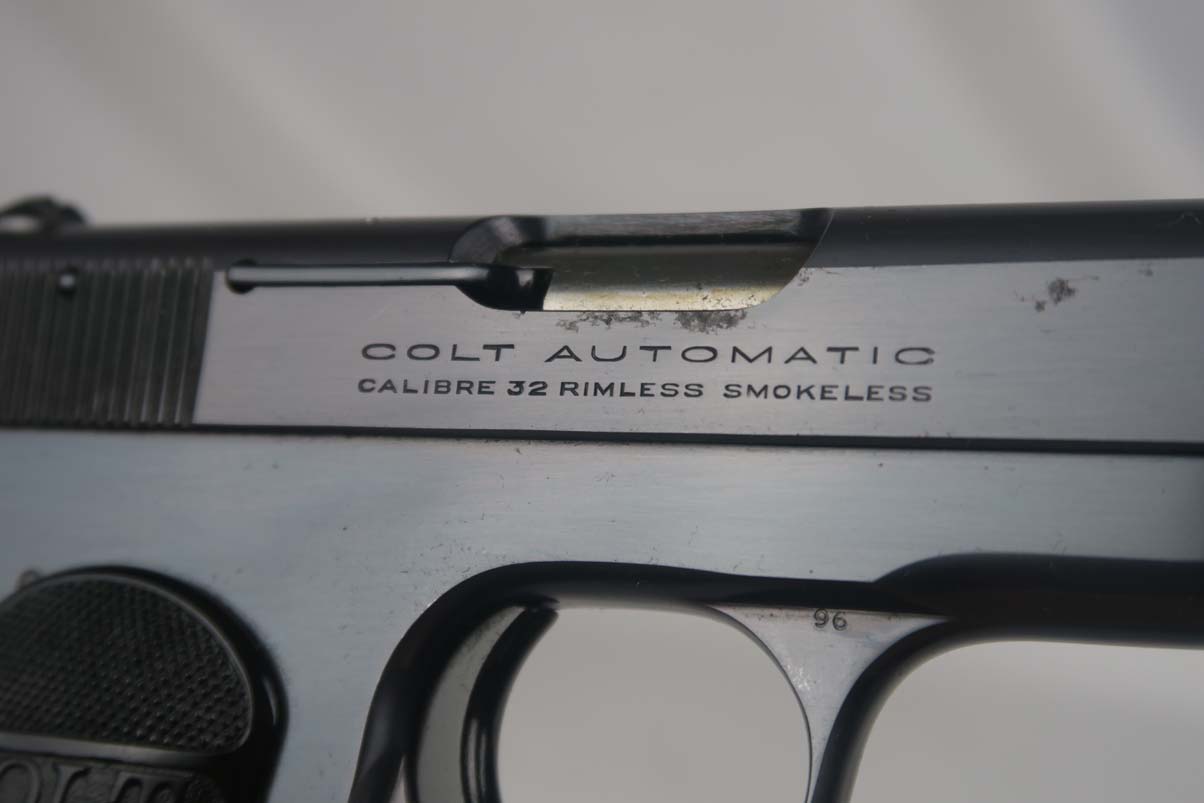 COLT AUTOMATIC
CALIBRE 32 RIMLESS SMOKELESS
96